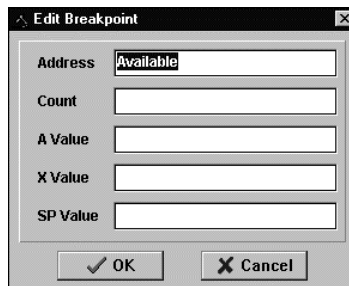 Edit Breakpoint
Address Available
Count
A Value
X Value
SP Value
OK Cancel